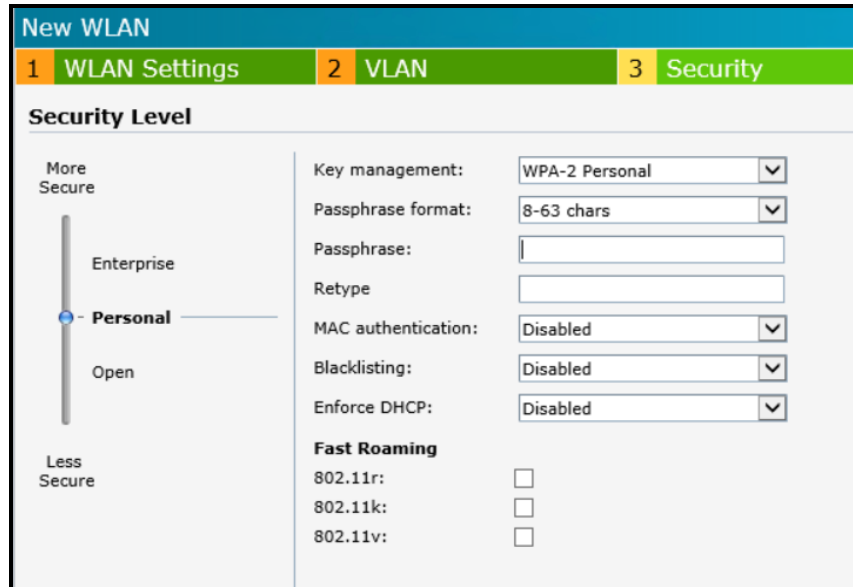 New WLAN
1 WLAN Settings 2 VLAN 3 Security
Security Level
More
Secure
Enterprise
Personal
Open
Less
Secure
Key management: WPA-2 Personal
Passphrase format: 8-63 chars
Passphrase:
Retype
MAC authentication: Disabled
Blacklisting: Disabled
Enforce DHCP: Disabled
Fast Roaming
802.11r:
802.11k:
802.11v: